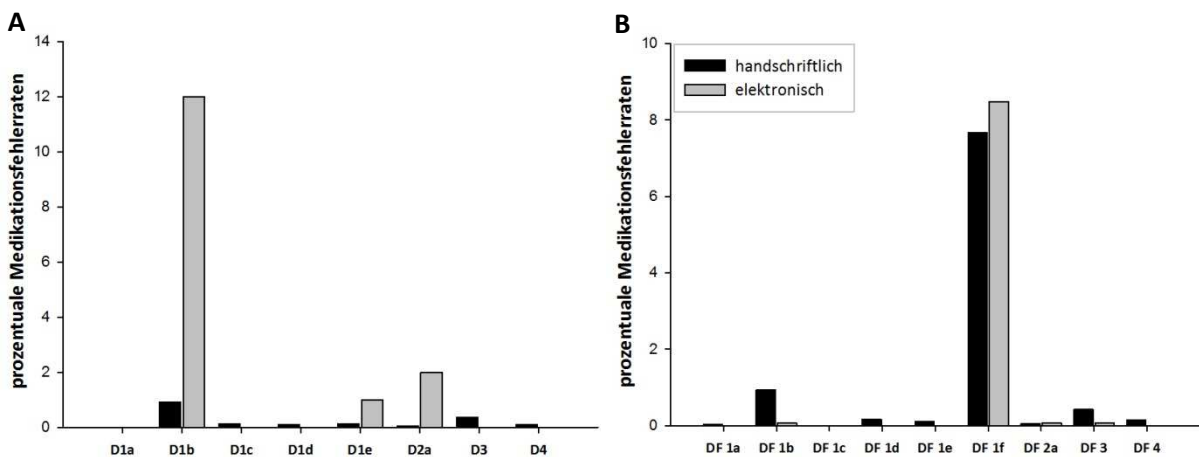 A
prozentuale Medikationsfehlerraten
14
12
10
8
6
4
2
0
D1a D1b D1c D1d D1e D2a D3 D4
B
prozentuale Medikationsfehlerraten
10
8
6
4
2
0
handschriftlich
elektronisch
DF 1a DF 1b DF 1c DF 1d DF 1e DF 1f DF 2a DF 3 DF 4